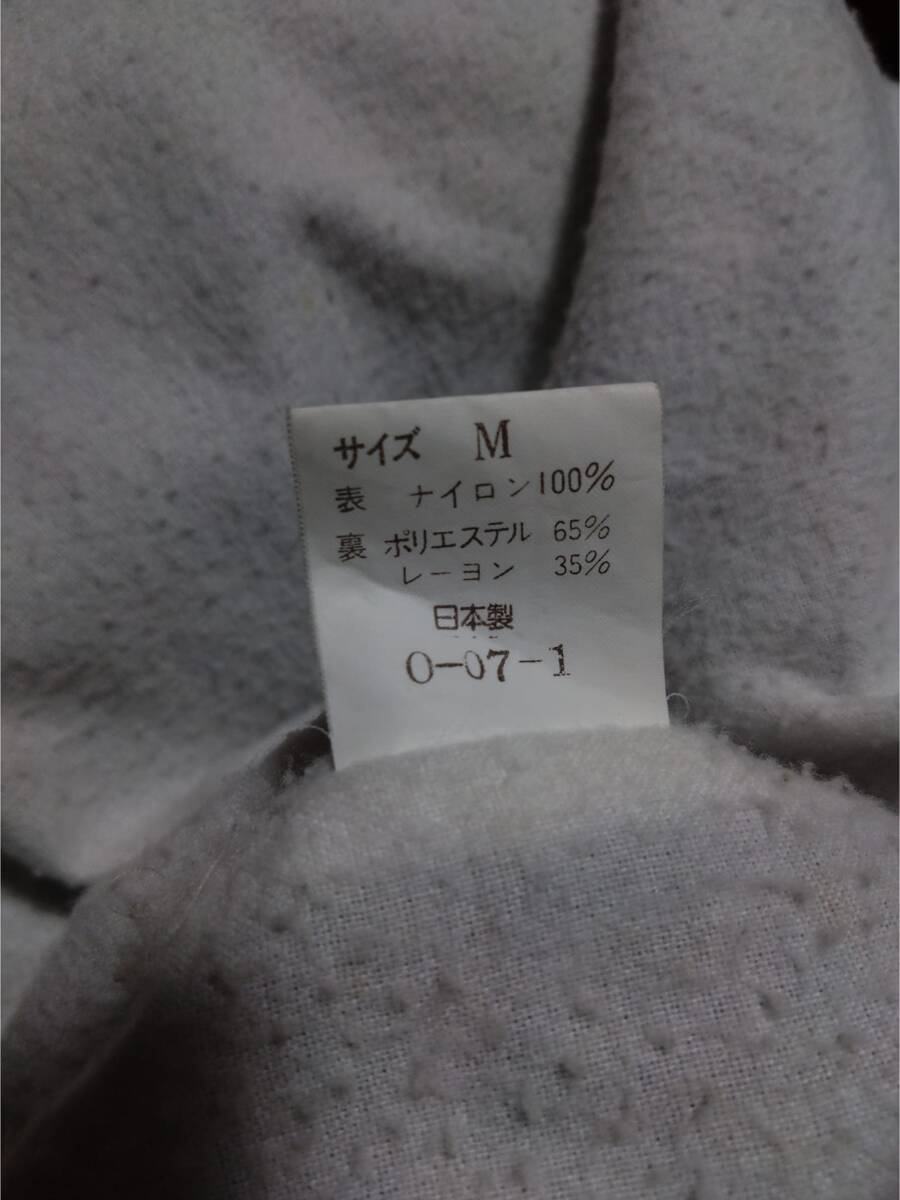 サイズ M
表 ナイロン100%
裏 ポリエステル 65%
レーヨン 35%
日本製
O-07-1